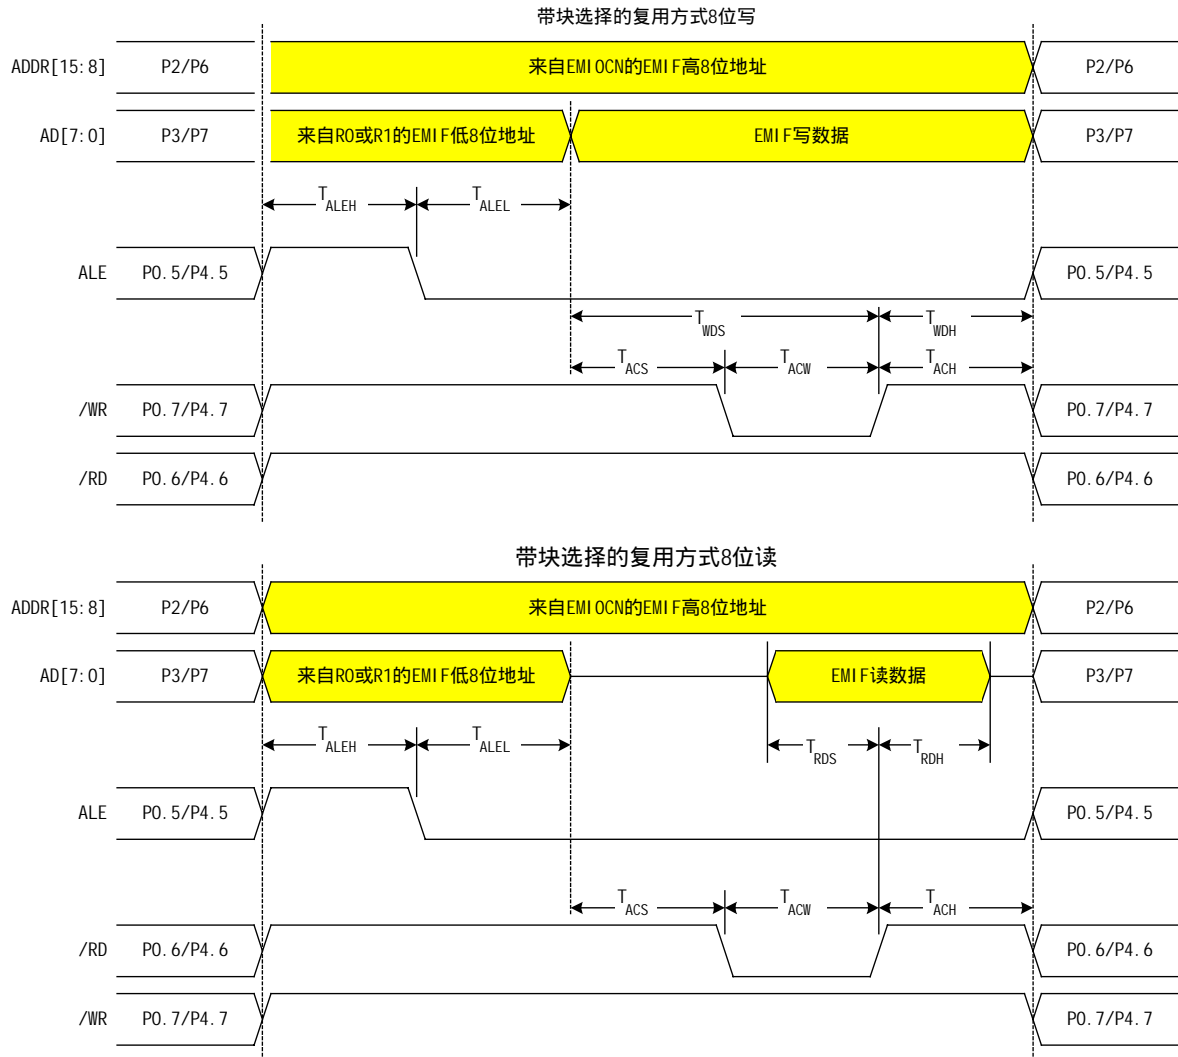 带块选择的复用方式8位写
ADDR[15:8] P2/P6 来自EMI0CN的EMIF高8位地址 P2/P6
AD[7:0] P3/P7 来自R0或R1的EMIF低8位地址 EMIF写数据 P3/P7
TALEH TALEL
ALE P0.5/P4.5 P0.5/P4.5
TWDS TWDH
TACS TACW TACH
/WR P0.7/P4.7 P0.7/P4.7
/RD P0.6/P4.6 P0.6/P4.6
带块选择的复用方式8位读
ADDR[15:8] P2/P6 来自EMI0CN的EMIF高8位地址 P2/P6
AD[7:0] P3/P7 来自R0或R1的EMIF低8位地址 EMIF读数据 P3/P7
TALEH TALEL TRDS TRDH
ALE P0.5/P4.5 P0.5/P4.5
TACS TACW TACH
/RD P0.6/P4.6 P0.6/P4.6
/WR P0.7/P4.7 P0.7/P4.7